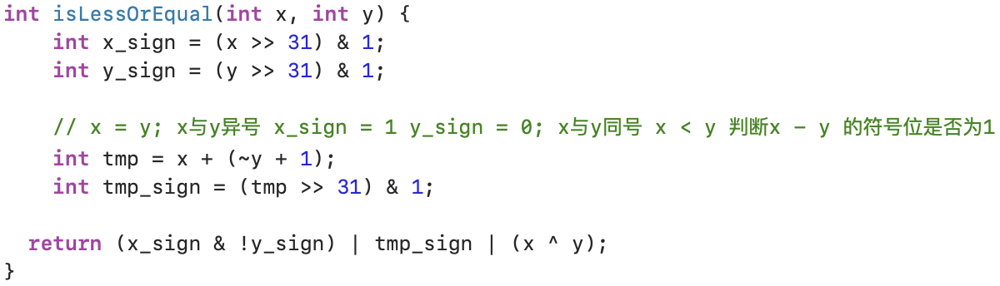 int isLessOrEqual(int x, int y) {
    int x_sign = (x >> 31) & 1;
    int y_sign = (y >> 31) & 1;

    // x = y; x与y异号 x_sign = 1 y_sign = 0; x与y同号 x < y 判断x - y 的符号位是否为1
    int tmp = x + (~y + 1);
    int tmp_sign = (tmp >> 31) & 1;

  return (x_sign & !y_sign) | tmp_sign | (x ^ y);
}